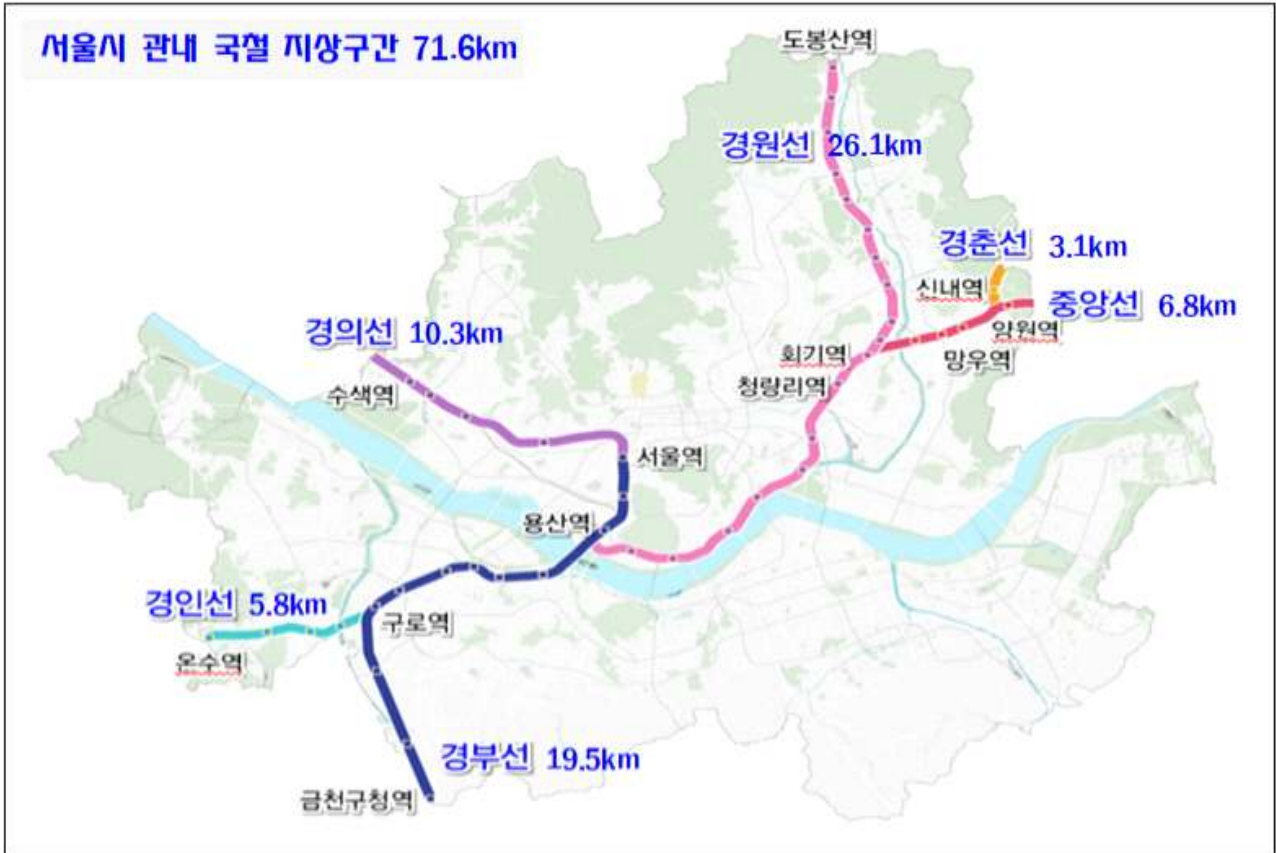 서울시 관내 국철 지상구간 71.6km
도봉산역
경원선 26.1km
경춘선 3.1km
신내역
중앙선 6.8km
양원역
망우역
회기역
청량리역
경의선 10.3km
수색역
서울역
용산역
경인선 5.8km
구로역
온수역
경부선 19.5km
금천구청역